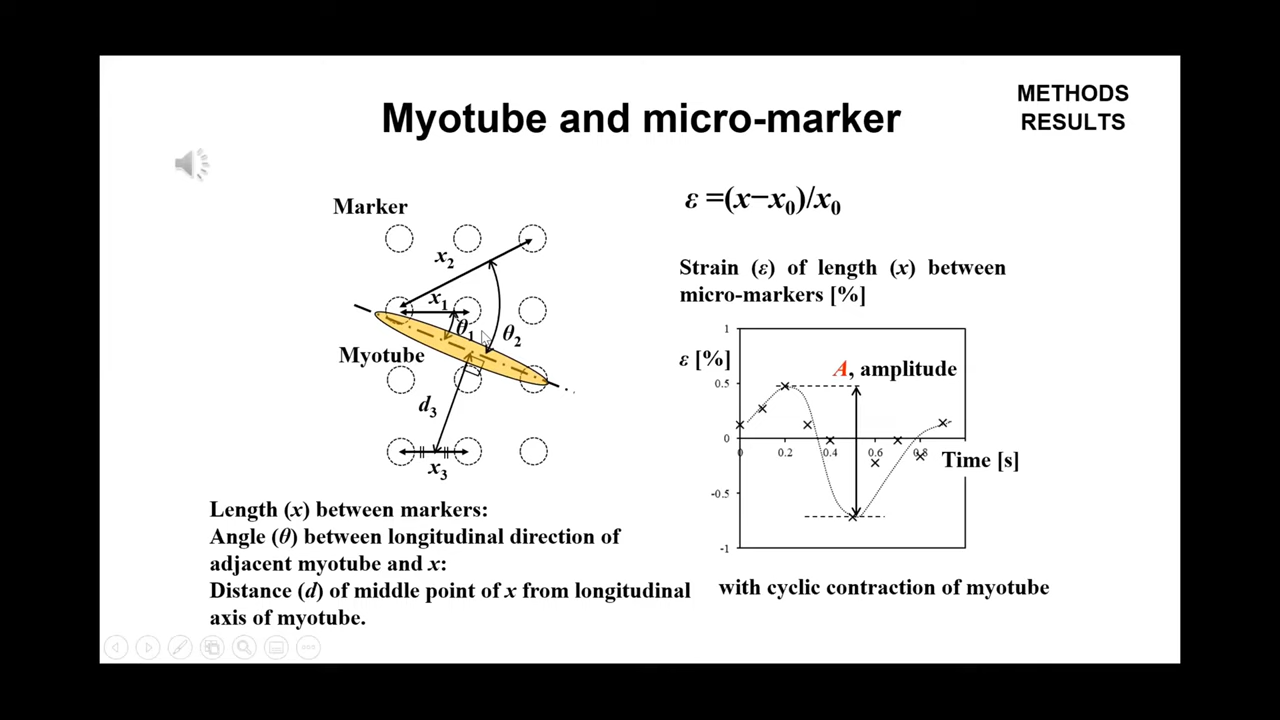 METHODS
RESULTS
Myotube and micro-marker
Marker
x2
x1
θ1
θ2
Myotube
d3
x3
Length (x) between markers:
Angle (θ) between longitudinal direction of
adjacent myotube and x:
Distance (d) of middle point of x from longitudinal
axis of myotube.
ε =(x−x0)/x0
Strain (ε) of length (x) between
micro-markers [%]
1
ε [%]
A, amplitude
0.5
0
0 0.2 0.4 0.6 0.8
Time [s]
-0.5
-1
with cyclic contraction of myotube